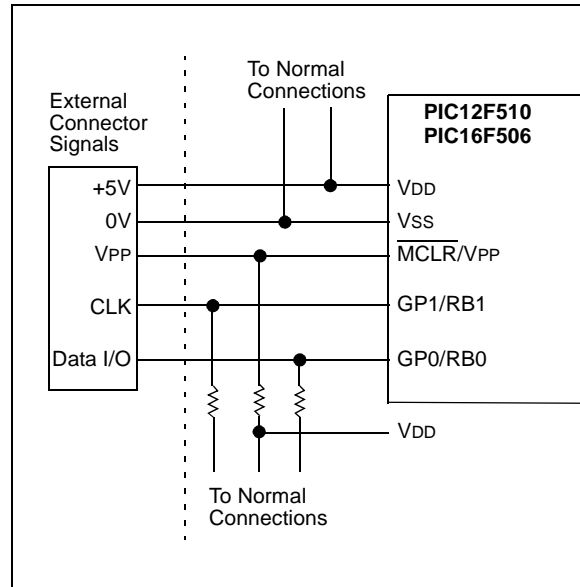 To Normal
Connections
External
Connector
Signals
PIC12F510
PIC16F506
+5V
VDD
0V
VSS
VPP
MCLR/VPP
CLK
GP1/RB1
Data I/O
GP0/RB0
VDD
To Normal
Connections